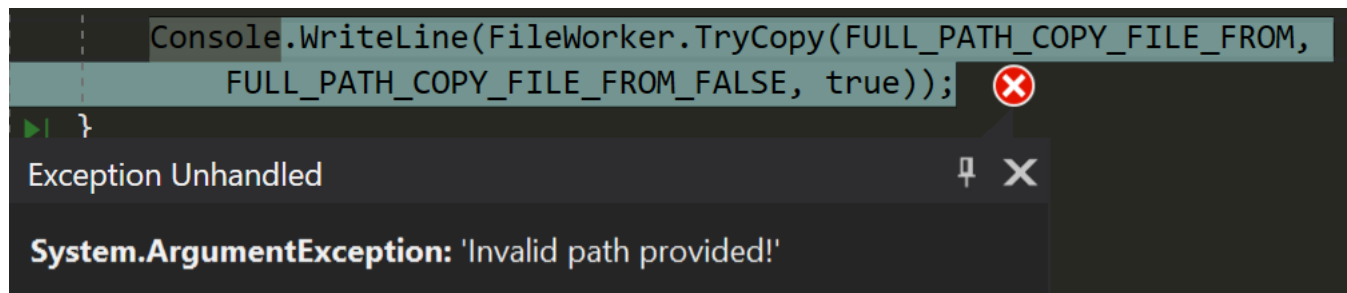 Console.WriteLine(FileWorker.TryCopy(FULL_PATH_COPY_FILE_FROM,
FULL_PATH_COPY_FILE_FROM_FALSE, true));
}
Exception Unhandled
System.ArgumentException: 'Invalid path provided!'